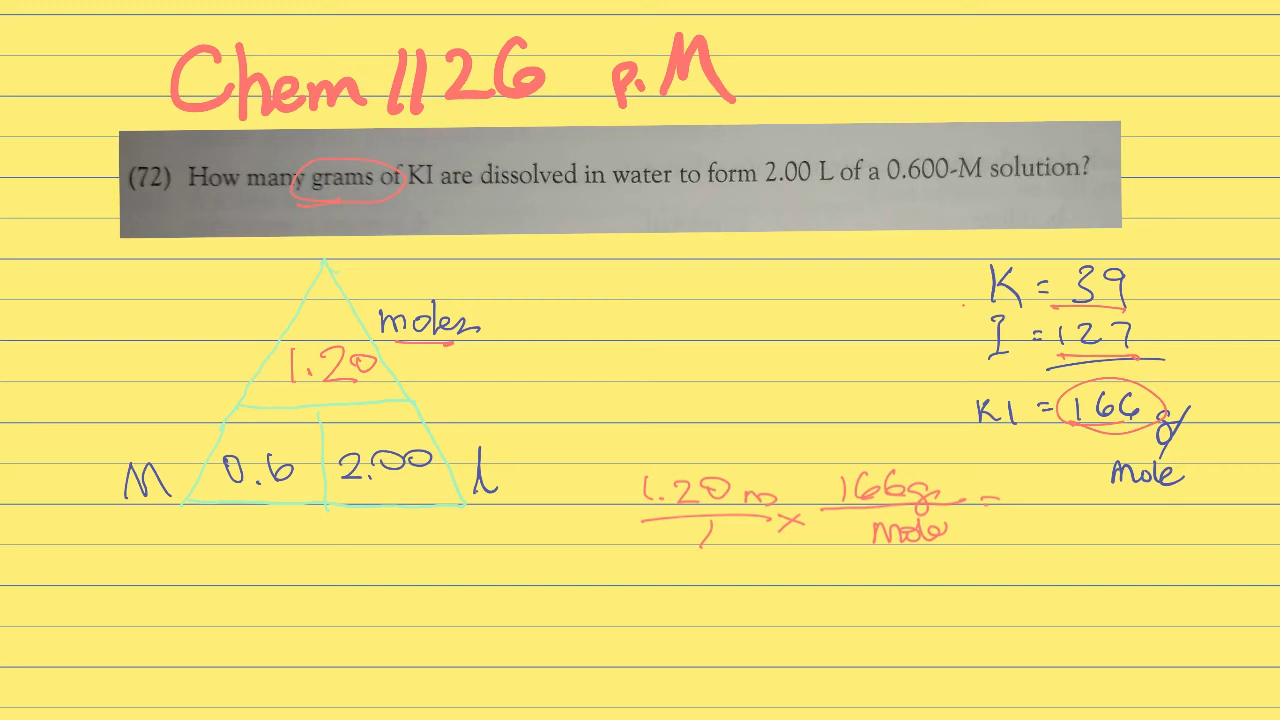 Chem 1126 p. M
(72) How many grams of KI are dissolved in water to form 2.00 L of a 0.600-M solution?
K = 39
moles
I = 127
1.20
KI = 166 g/
mole
M 0.6 2.00 l
1.20 m × 166 g =
1 mole